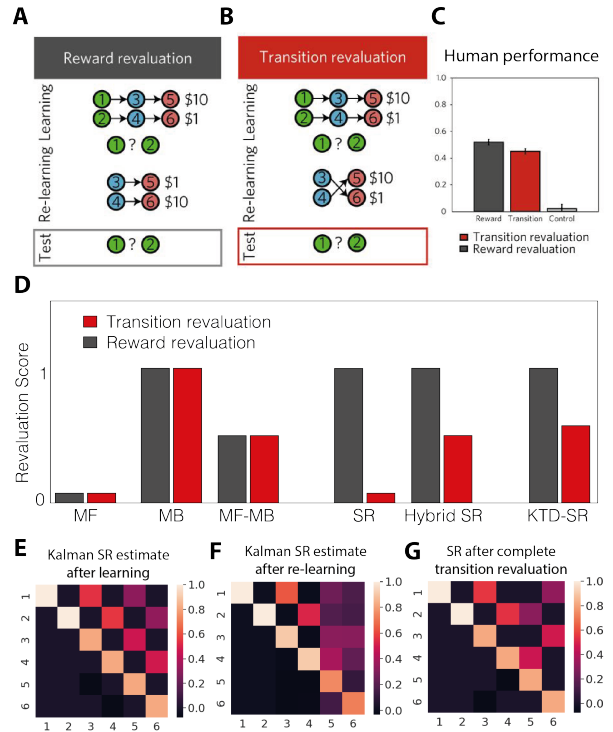 A
Reward revaluation
Learning
1 3 5 $10
2 4 6 $1
1 ? 2
Re-learning
3 5 $1
4 6 $10
Test
1 ? 2
B
Transition revaluation
Learning
1 3 5 $10
2 4 6 $1
1 ? 2
Re-learning
3 5 $10
4 6 $1
Test
1 ? 2
C
Human performance
1.0
0.8
0.6
0.4
0.2
0.0
Reward Transition Control
Transition revaluation
Reward revaluation
D
Transition revaluation
Reward revaluation
Revaluation Score
1
0
MF MB MF-MB SR Hybrid SR KTD-SR
E
Kalman SR estimate
after learning
1
2
3
4
5
6
1 2 3 4 5 6
1.0
0.8
0.6
0.4
0.2
0.0
F
Kalman SR estimate
after re-learning
1
2
3
4
5
6
1 2 3 4 5 6
1.0
0.8
0.6
0.4
0.2
0.0
G
SR after complete
transition revaluation
1
2
3
4
5
6
1 2 3 4 5 6
1.0
0.8
0.6
0.4
0.2
0.0